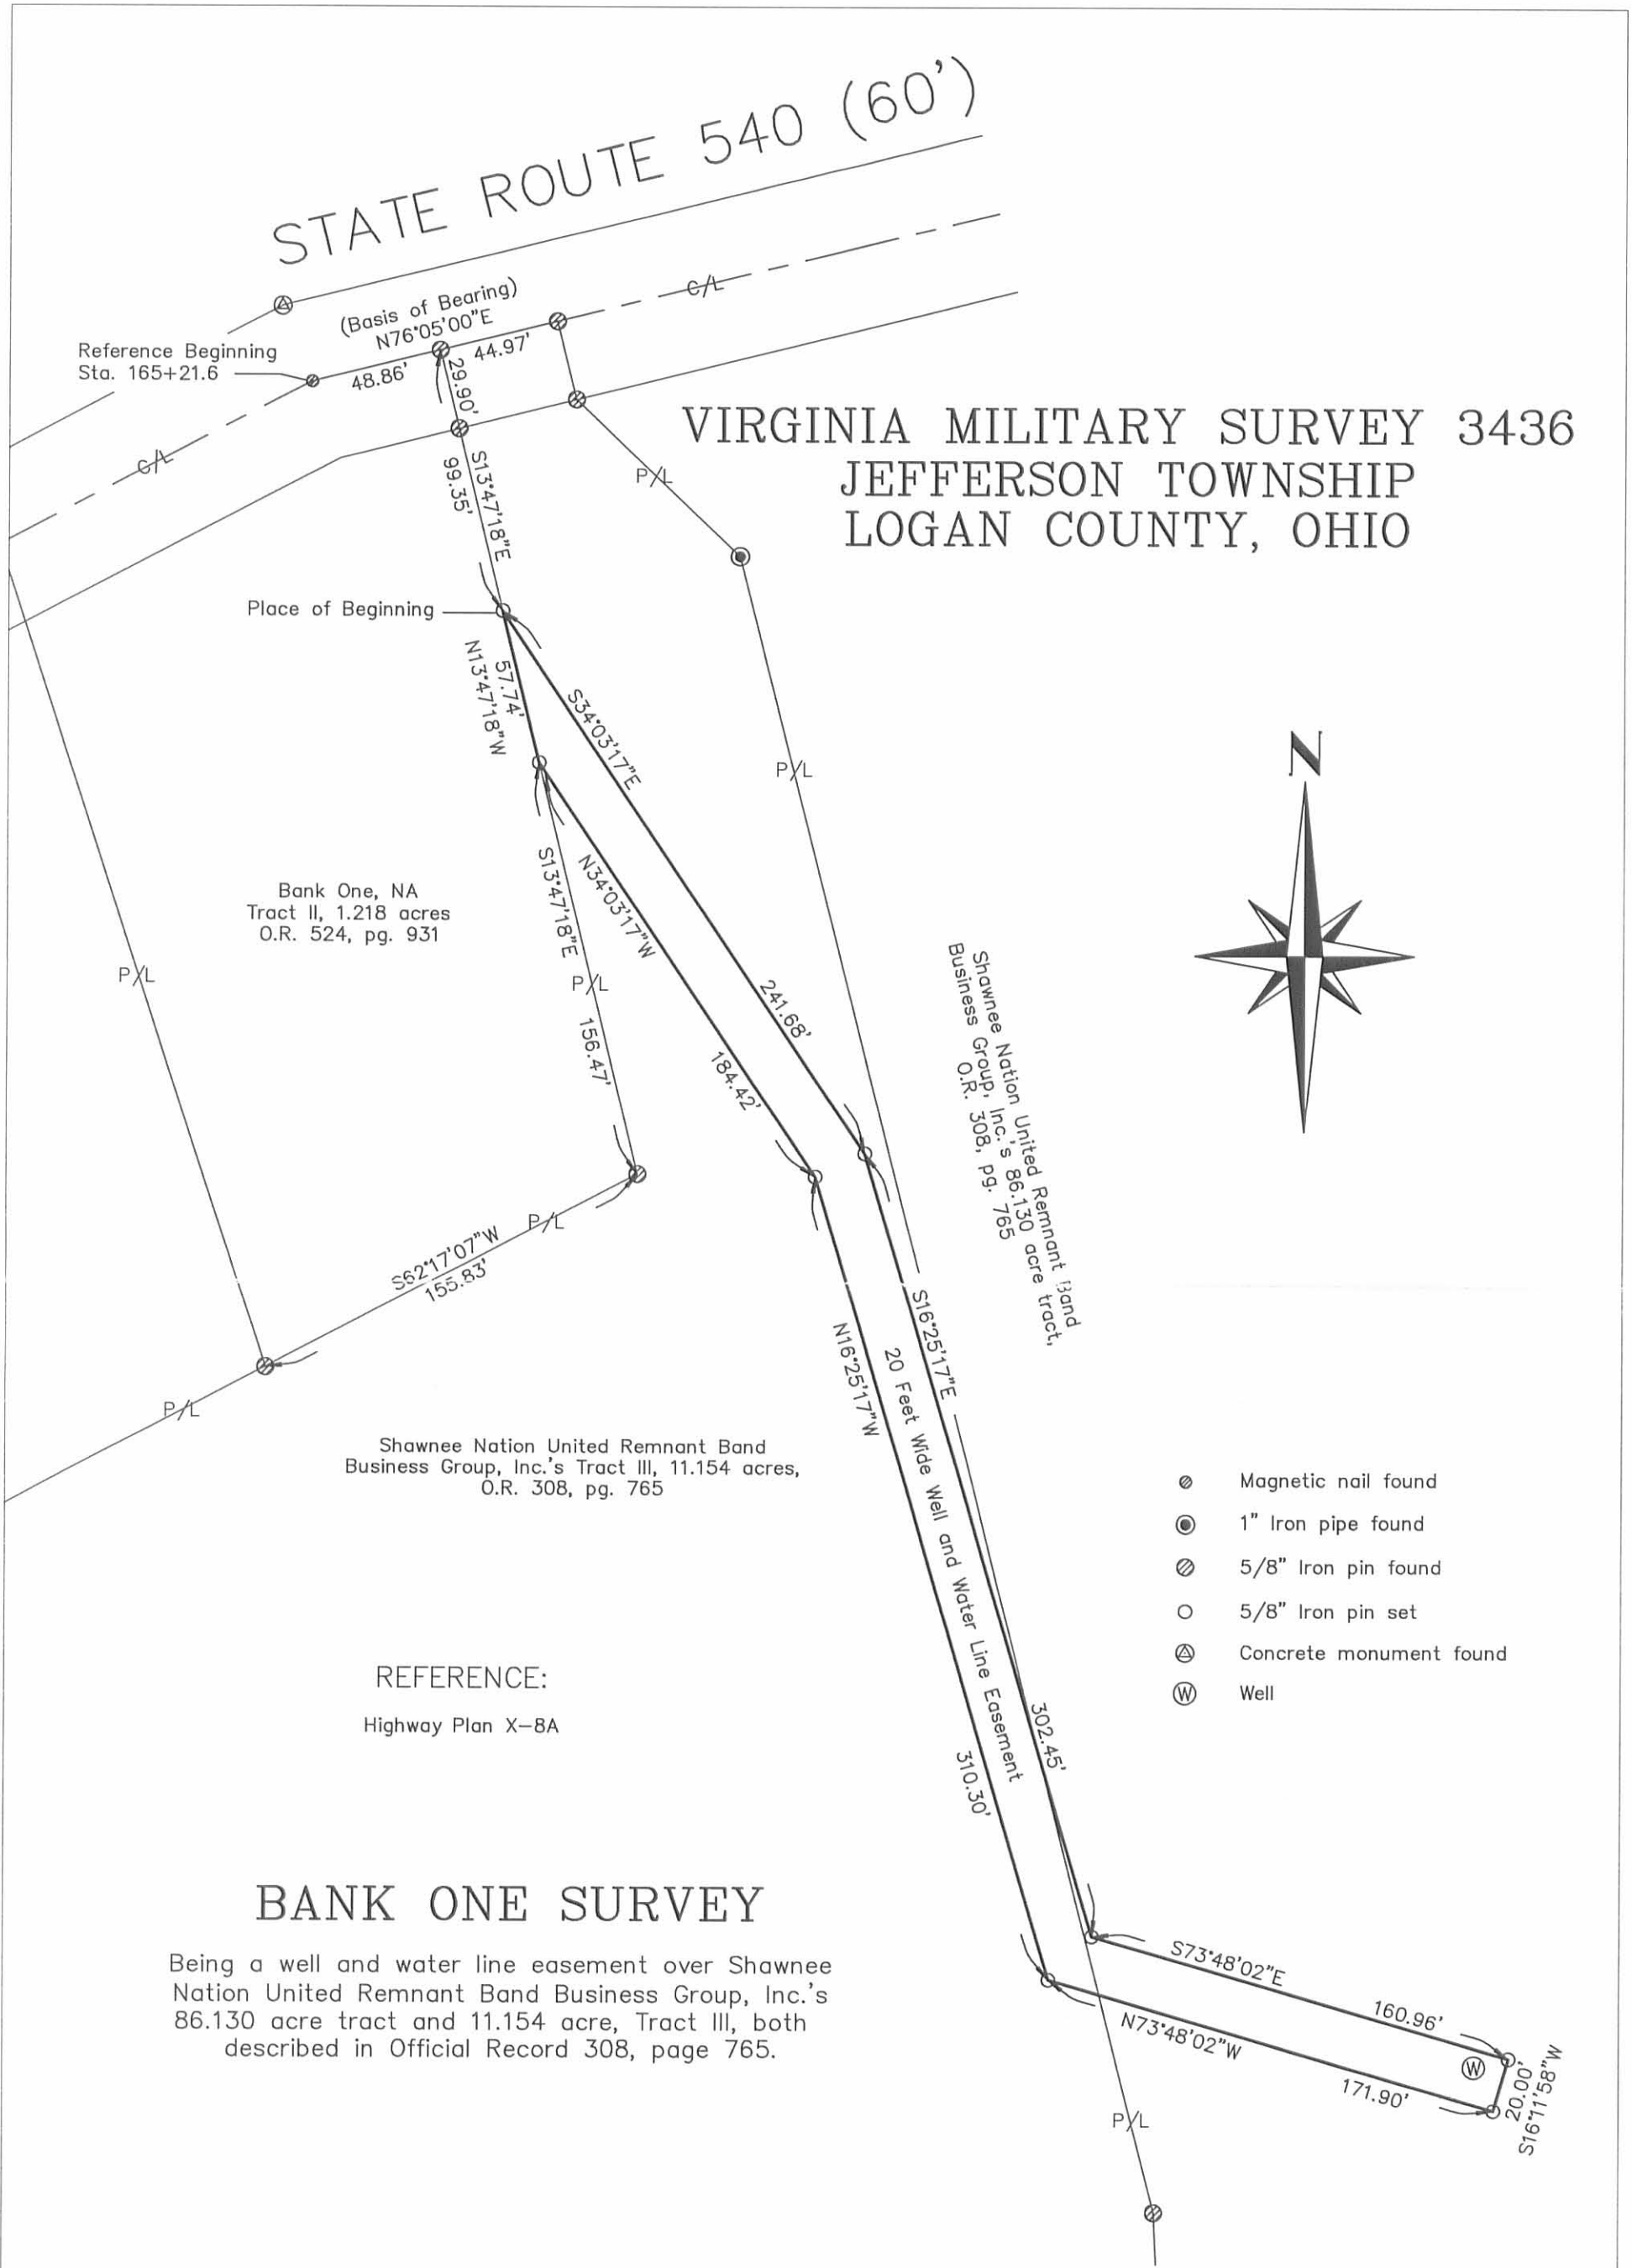 STATE ROUTE 540 (60')
(Basis of Bearing)
N76°05'00"E
Reference Beginning
Sta. 165+21.6
48.86'
44.97'
29.90'
C/L
C/L
S13°47'18"E
99.35'
P/L
VIRGINIA MILITARY SURVEY 3436
JEFFERSON TOWNSHIP
LOGAN COUNTY, OHIO
Place of Beginning
57.74'
N13°47'18"W
S34°03'17"E
241.68'
P/L
N
Bank One, NA
Tract II, 1.218 acres
O.R. 524, pg. 931
P/L
S13°47'18"E
P/L
156.47'
N34°03'17"W
184.42'
Shawnee Nation United Remnant Band
Business Group, Inc.'s 86.130 acre tract,
O.R. 308, pg. 765
S62°17'07"W
155.83'
P/L
P/L
S16°25'17"E
302.45'
20 Feet Wide Well and Water Line Easement
N16°25'17"W
310.30'
Shawnee Nation United Remnant Band
Business Group, Inc.'s Tract III, 11.154 acres,
O.R. 308, pg. 765
Magnetic nail found
1" Iron pipe found
5/8" Iron pin found
5/8" Iron pin set
Concrete monument found
W Well
REFERENCE:
Highway Plan X-8A
BANK ONE SURVEY
Being a well and water line easement over Shawnee
Nation United Remnant Band Business Group, Inc.'s
86.130 acre tract and 11.154 acre, Tract III, both
described in Official Record 308, page 765.
S73°48'02"E
160.96'
N73°48'02"W
171.90'
W
20.00'
S16°11'58"W
P/L